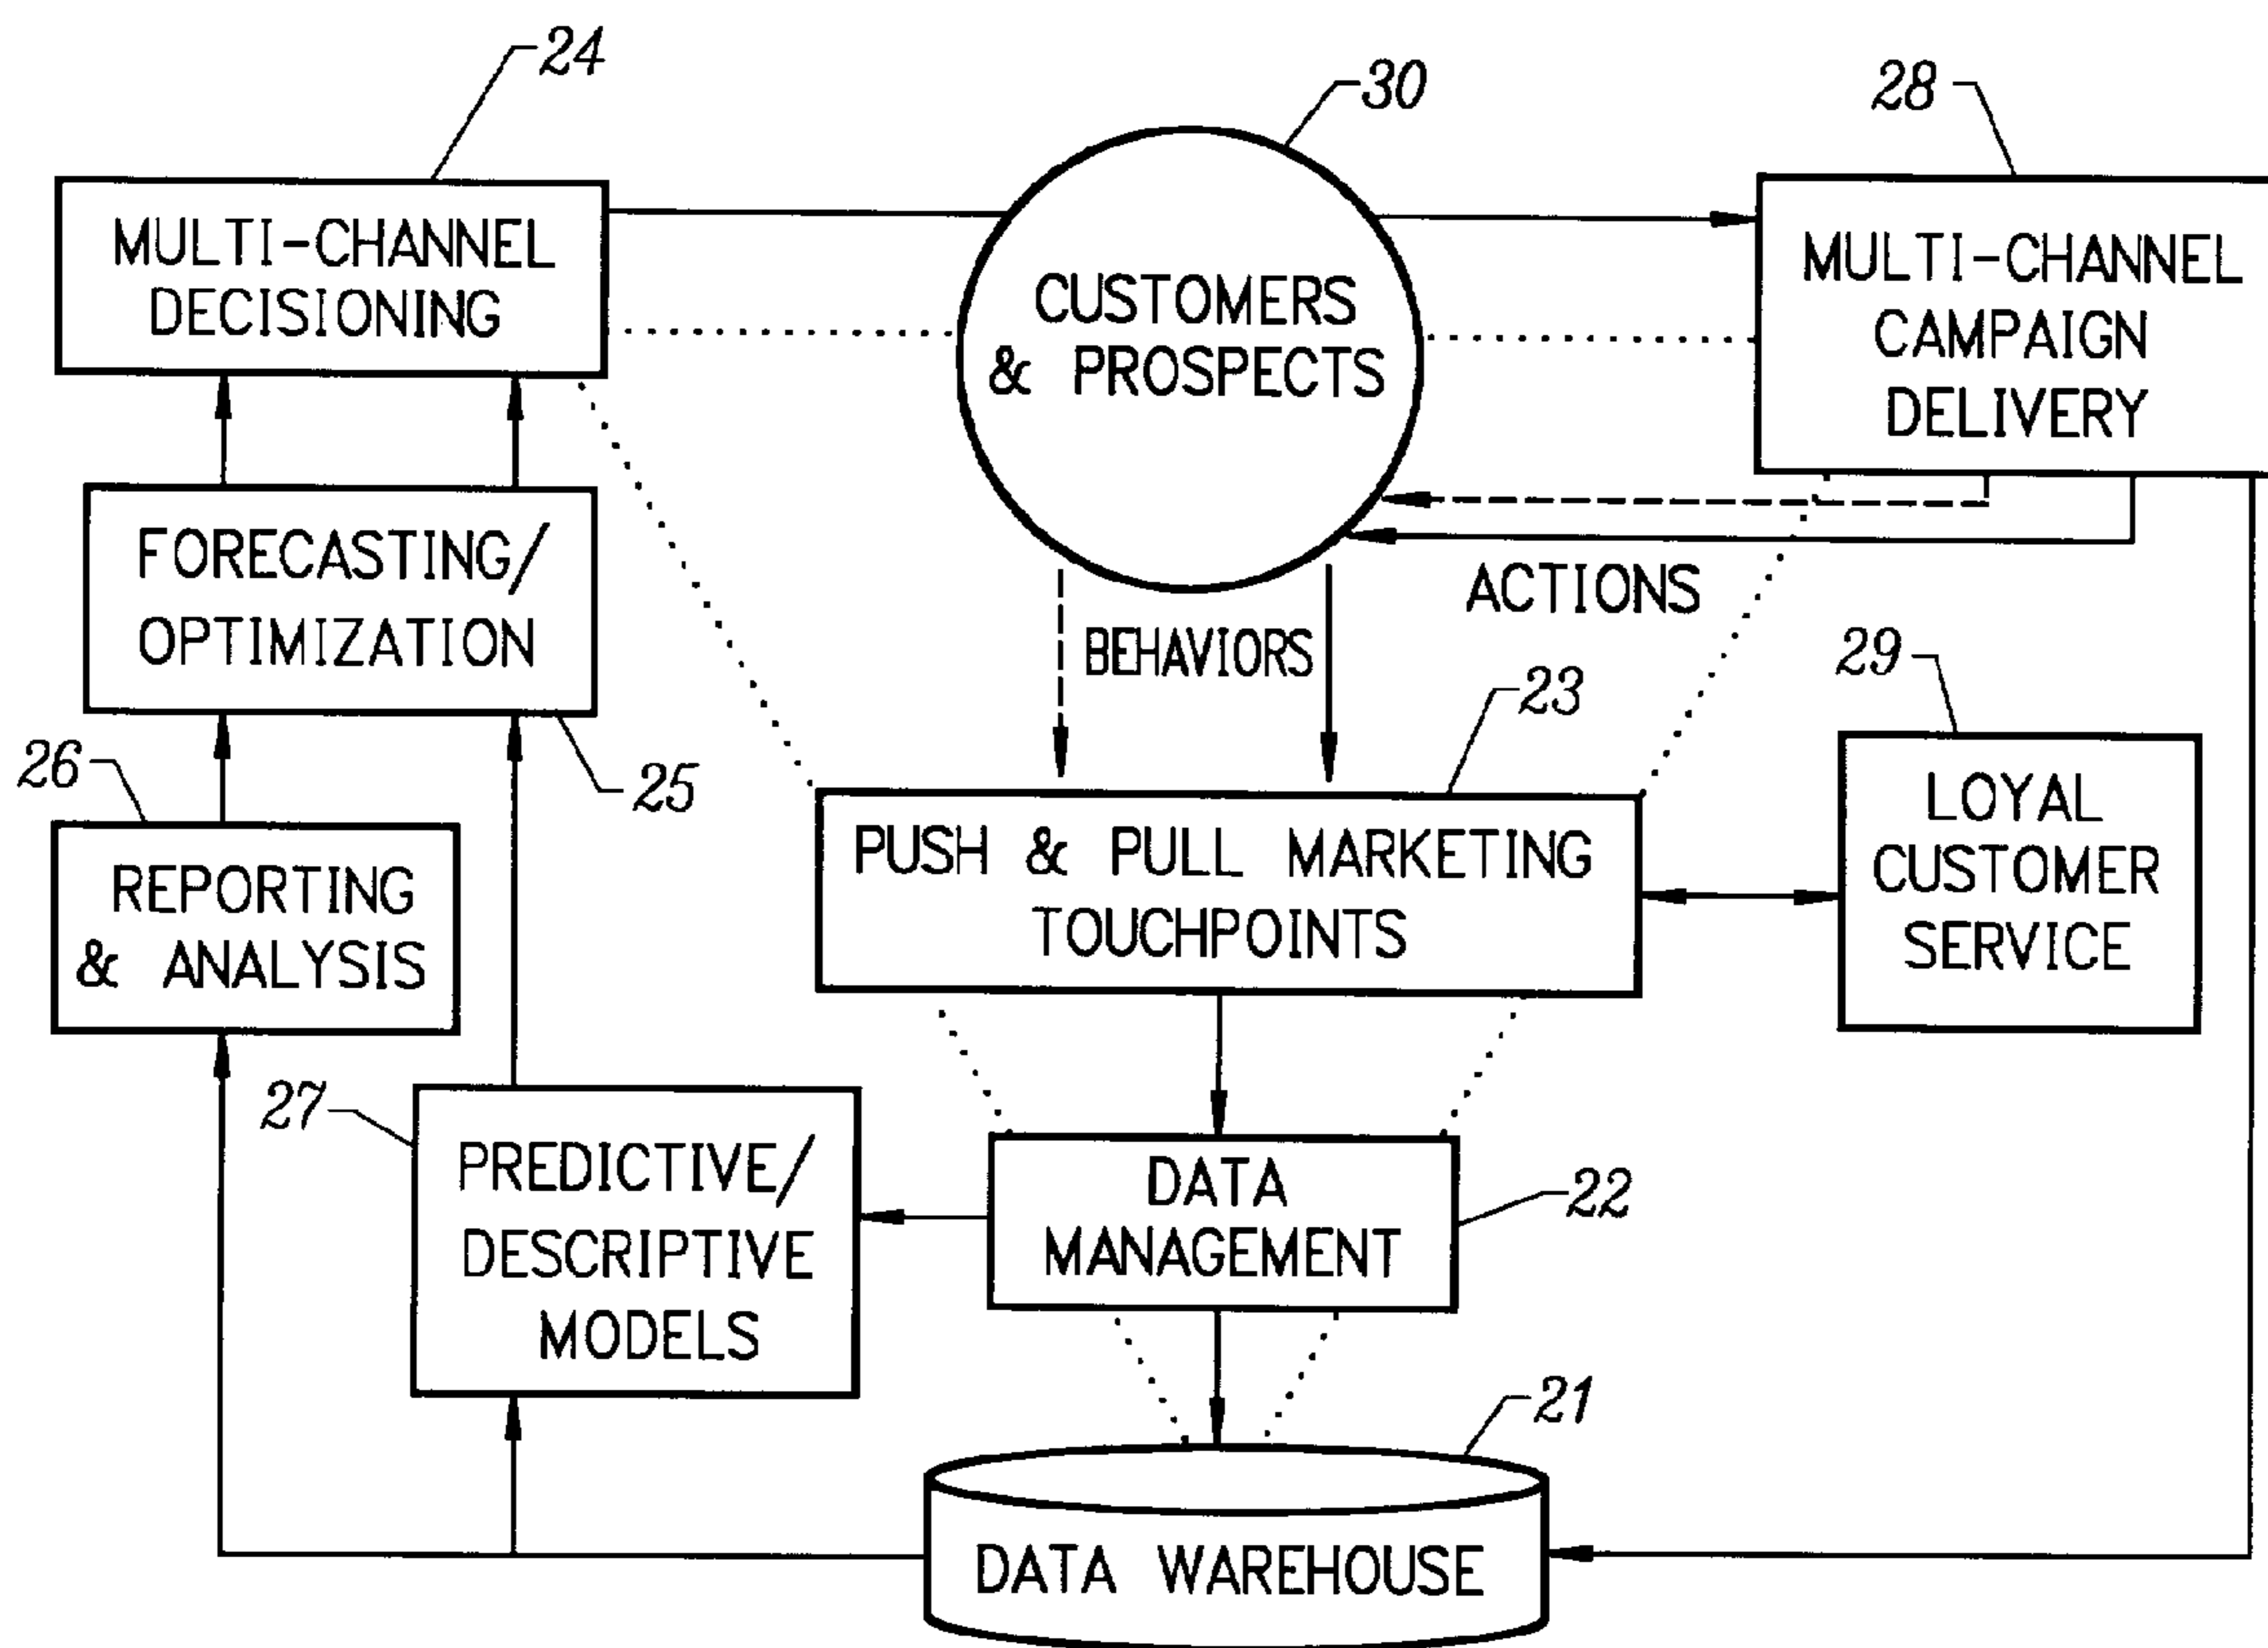 24
30
28
MULTI-CHANNEL
DECISIONING
CUSTOMERS
& PROSPECTS
MULTI-CHANNEL
CAMPAIGN
DELIVERY
FORECASTING/
OPTIMIZATION
ACTIONS
BEHAVIORS
29
23
26
25
LOYAL
CUSTOMER
SERVICE
PUSH & PULL MARKETING
TOUCHPOINTS
REPORTING
& ANALYSIS
27
PREDICTIVE/
DESCRIPTIVE
MODELS
DATA
MANAGEMENT
22
21
DATA WAREHOUSE